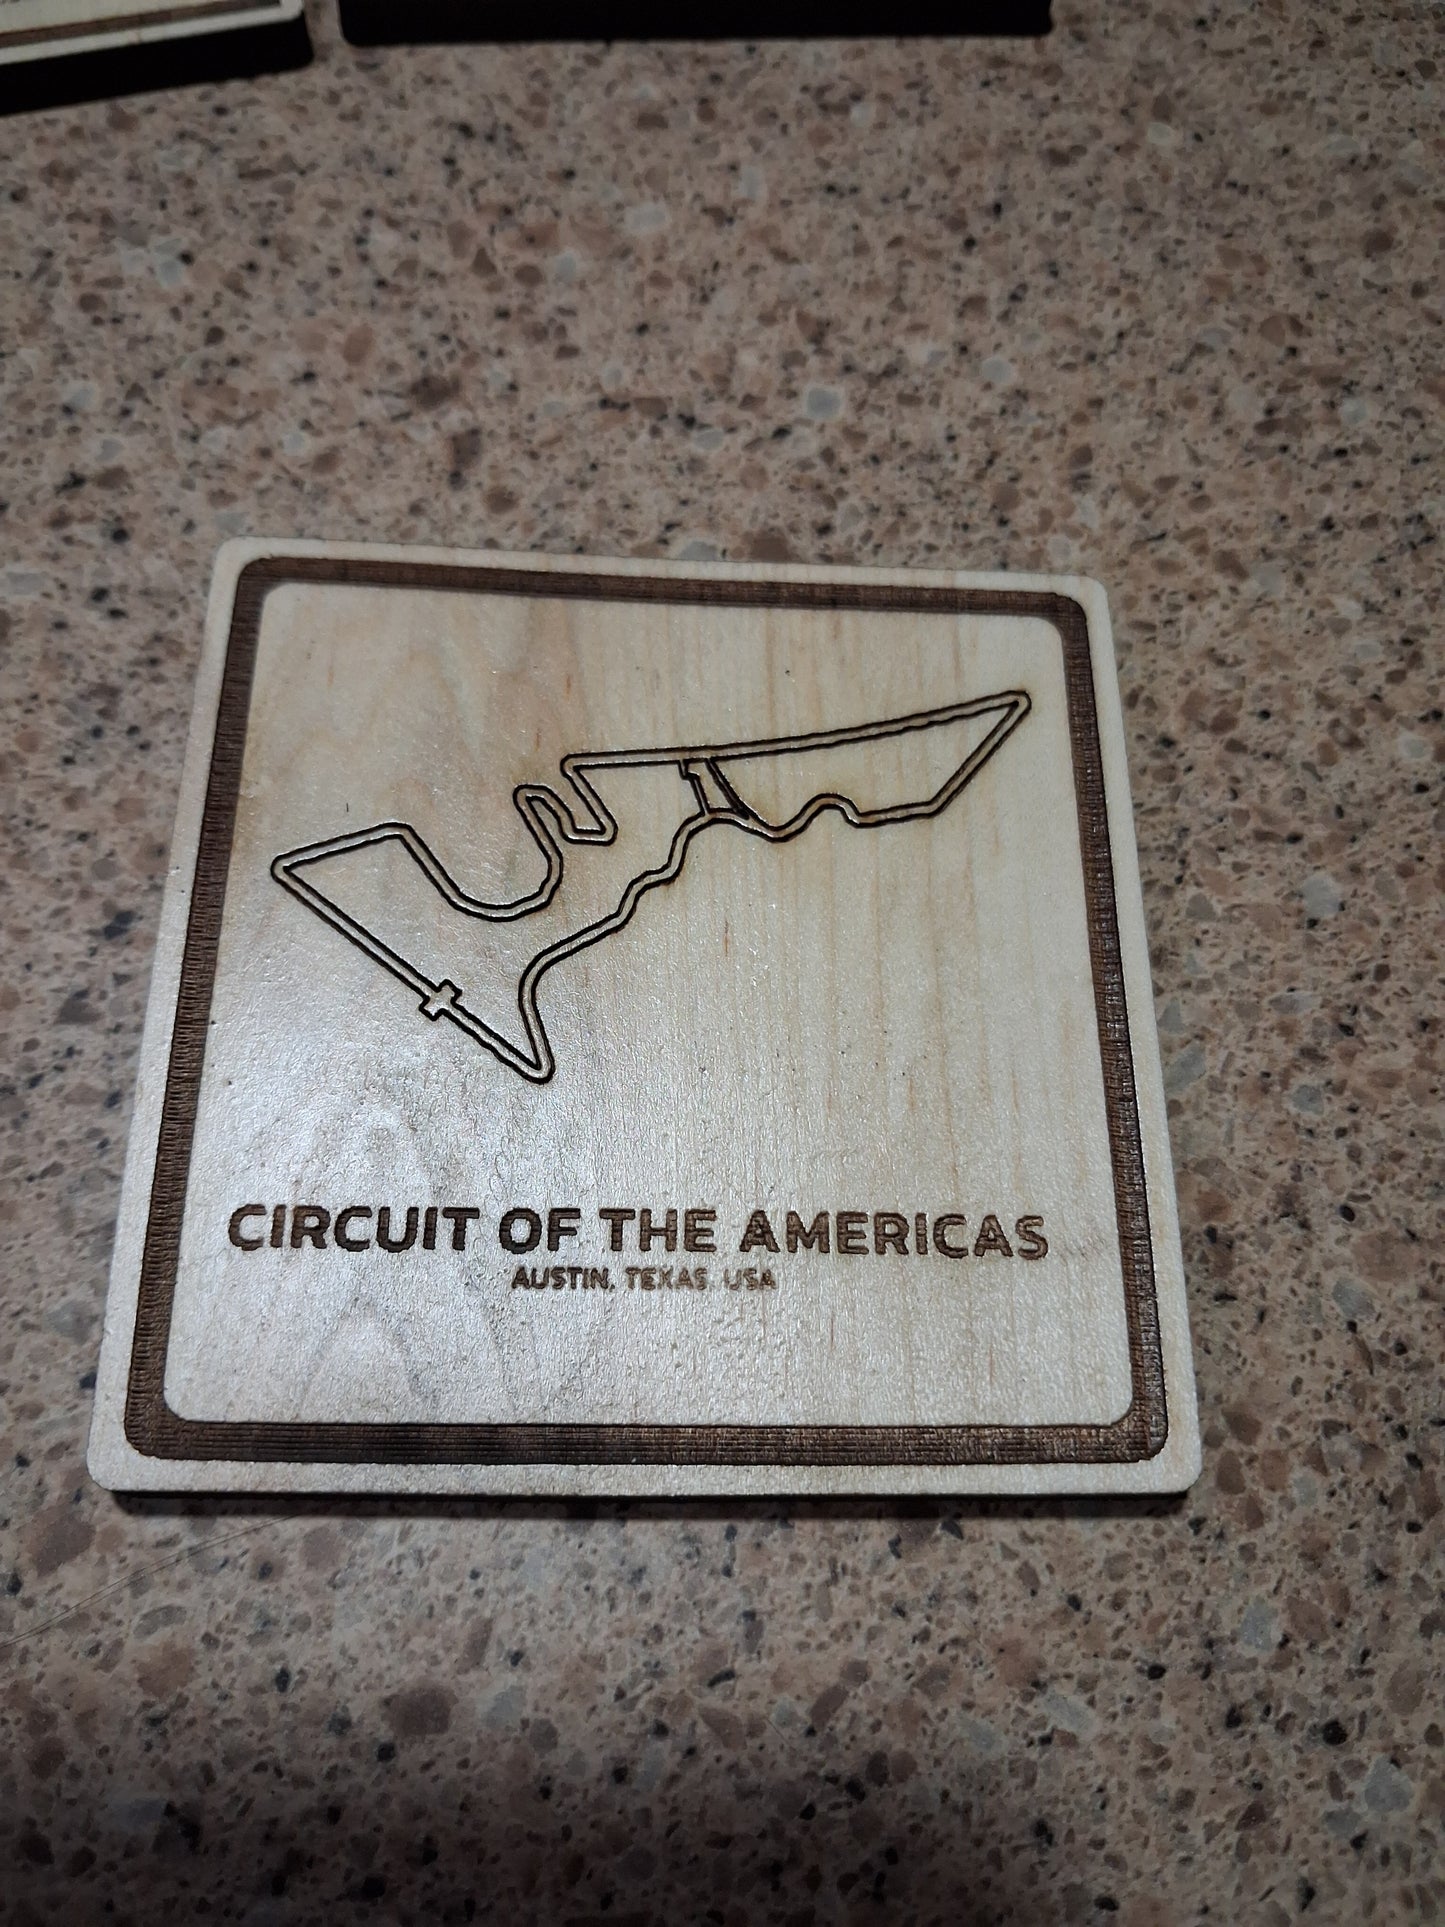 CIRCUIT OF THE AMERICAS
AUSTIN, TEXAS, USA